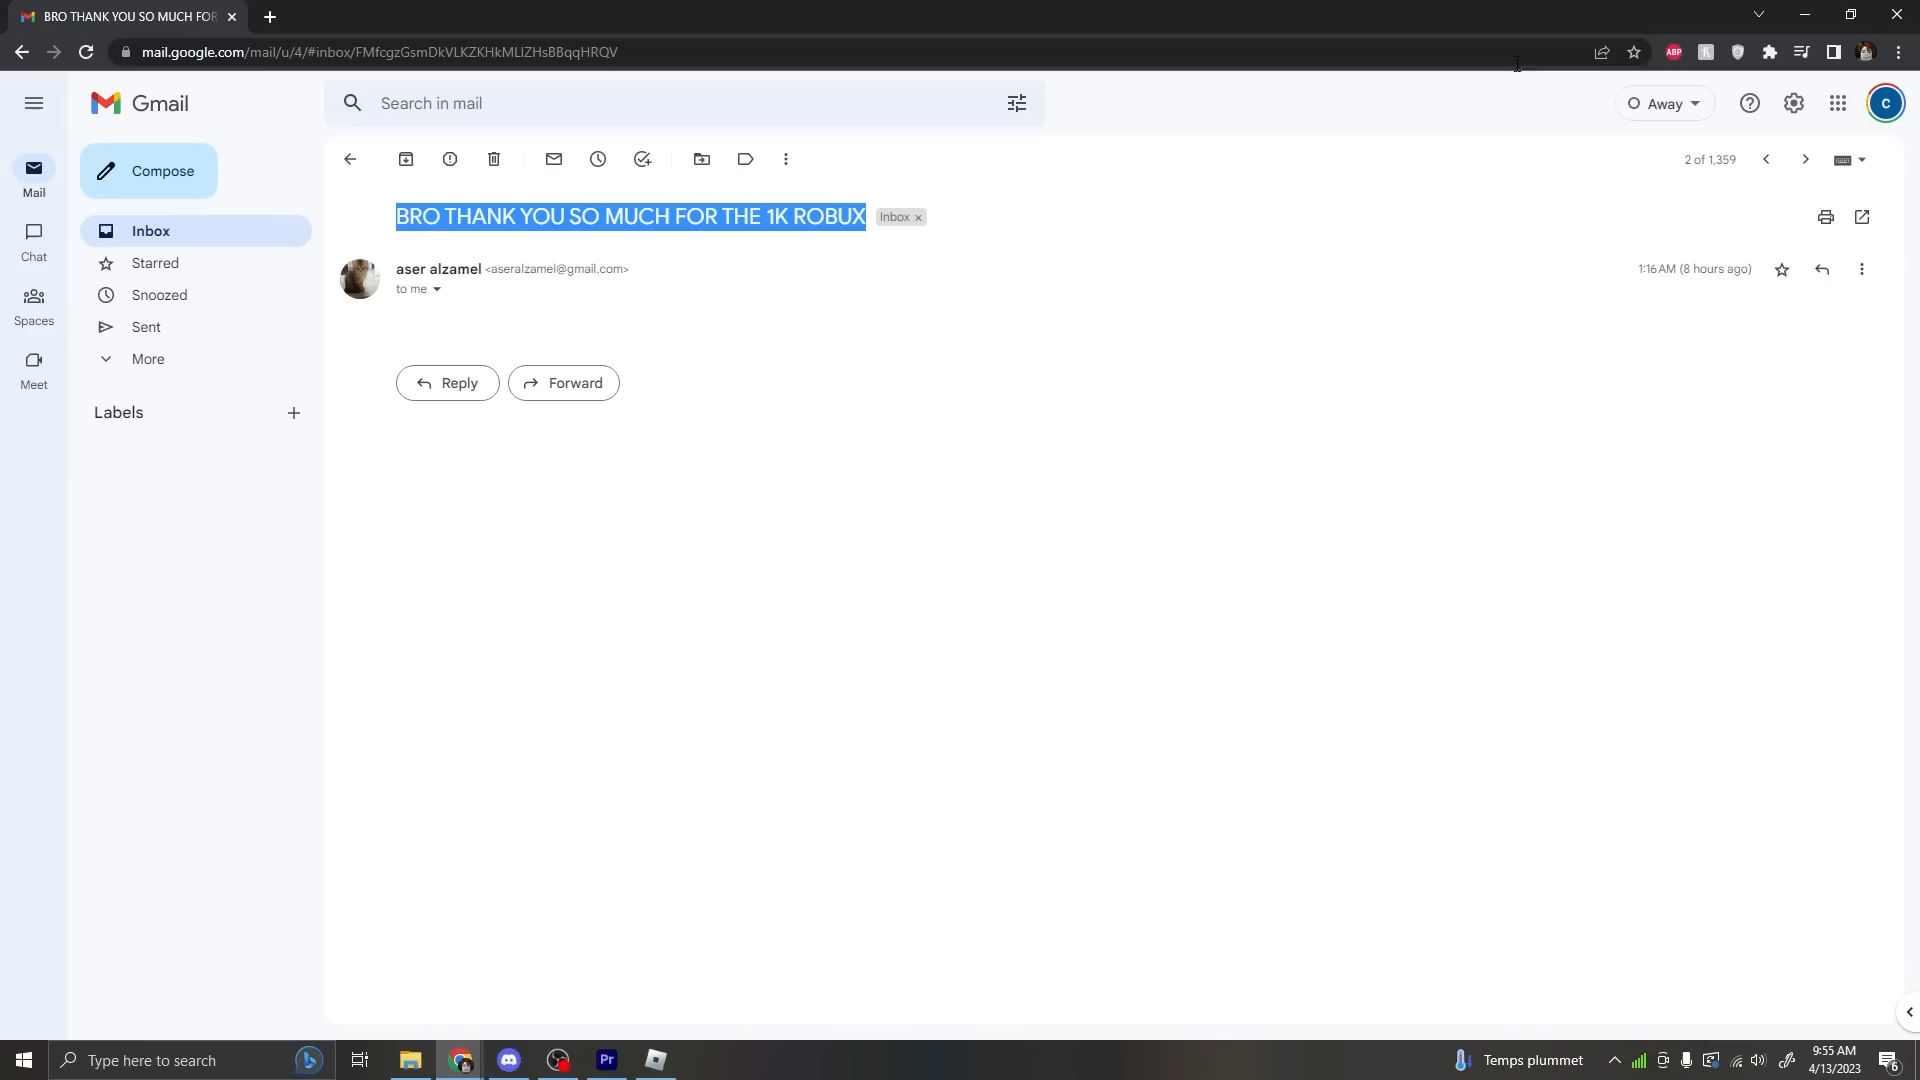 BRO THANK YOU SO MUCH FOR
mail.google.com/mail/u/4/#inbox/FMfcgzGsmDkVLKZKHkMLlZHsBBqqHRQV
ABP
Gmail
Search in mail
Away
C
Compose
2 of 1,359
Mail
BRO THANK YOU SO MUCH FOR THE 1K ROBUX
Inbox ×
Inbox
Chat
Starred
aser alzamel <aseralzamel@gmail.com>
1:16 AM (8 hours ago)
to me
Snoozed
Spaces
Sent
More
Meet
Reply
Forward
Labels
Type here to search
Pr
Temps plummet
9:55 AM
4/13/2023
6